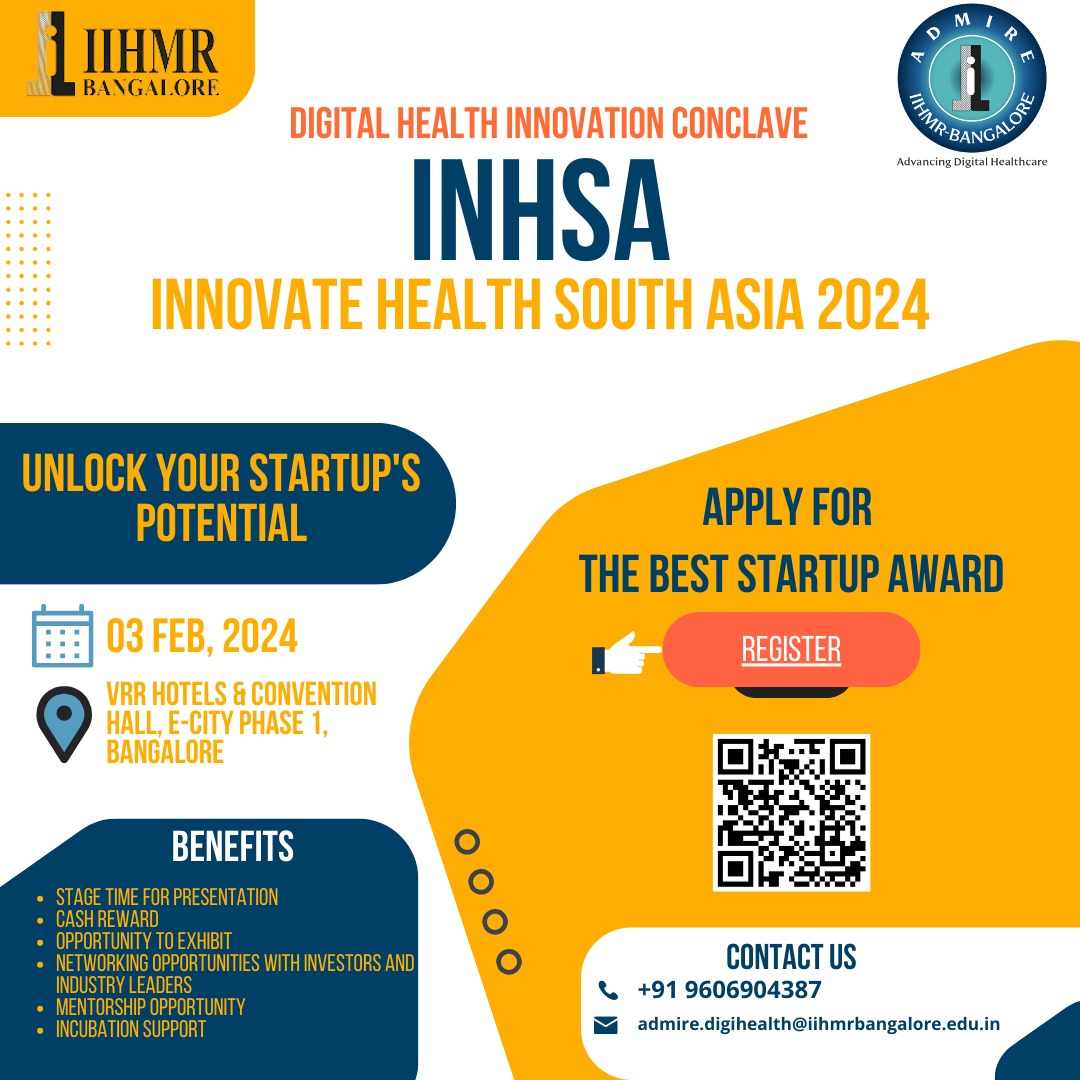 IIHMR
BANGALORE
ADMIRE
IIHMR-BANGALORE
Advancing Digital Healthcare
DIGITAL HEALTH INNOVATION CONCLAVE
INHSA
INNOVATE HEALTH SOUTH ASIA 2024
UNLOCK YOUR STARTUP'S
POTENTIAL
03 FEB, 2024
VRR HOTELS & CONVENTION
HALL, E-CITY PHASE 1,
BANGALORE
APPLY FOR
THE BEST STARTUP AWARD
REGISTER
BENEFITS
• STAGE TIME FOR PRESENTATION
• CASH REWARD
• OPPORTUNITY TO EXHIBIT
• NETWORKING OPPORTUNITIES WITH INVESTORS AND
INDUSTRY LEADERS
• MENTORSHIP OPPORTUNITY
• INCUBATION SUPPORT
CONTACT US
+91 9606904387
admire.digihealth@iihmrbangalore.edu.in